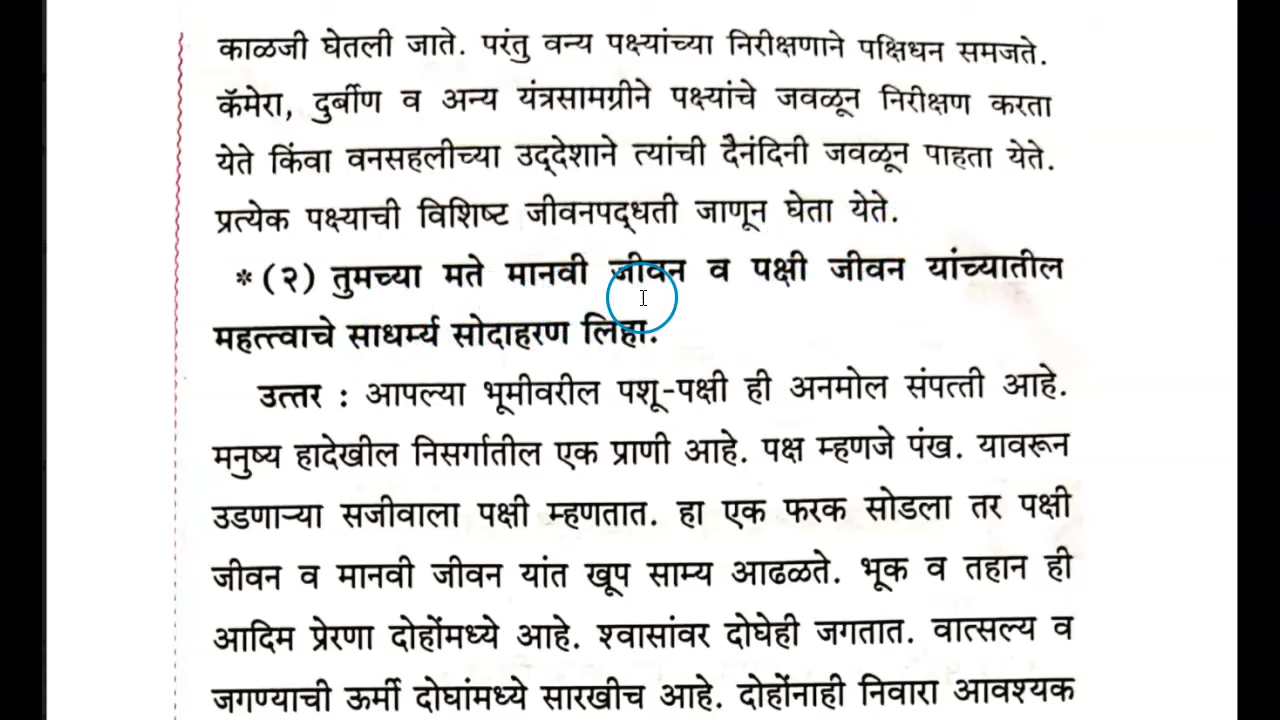 काळजी घेतली जाते. परंतु वन्य पक्ष्यांच्या निरीक्षणाने पक्षिधन समजते.
कॅमेरा, दुर्बीण व अन्य यंत्रसामग्रीने पक्ष्यांचे जवळून निरीक्षण करता
येते किंवा वनसहलीच्या उद्‌देशाने त्यांची दैनंदिनी जवळून पाहता येते.
प्रत्येक पक्ष्याची विशिष्ट जीवनपद्‌धती जाणून घेता येते.
* (२) तुमच्या मते मानवी जीवन व पक्षी जीवन यांच्यातील
महत्त्वाचे साधर्म्य सोदाहरण लिहा.
उत्तर : आपल्या भूमीवरील पशू-पक्षी ही अनमोल संपत्ती आहे.
मनुष्य हादेखील निसर्गातील एक प्राणी आहे. पक्ष म्हणजे पंख. यावरून
उडणाऱ्या सजीवाला पक्षी म्हणतात. हा एक फरक सोडला तर पक्षी
जीवन व मानवी जीवन यांत खूप साम्य आढळते. भूक व तहान ही
आदिम प्रेरणा दोहोंमध्ये आहे. श्वासांवर दोघेही जगतात. वात्सल्य व
जगण्याची ऊर्मी दोघांमध्ये सारखीच आहे. दोहोंनाही निवारा आवश्यक